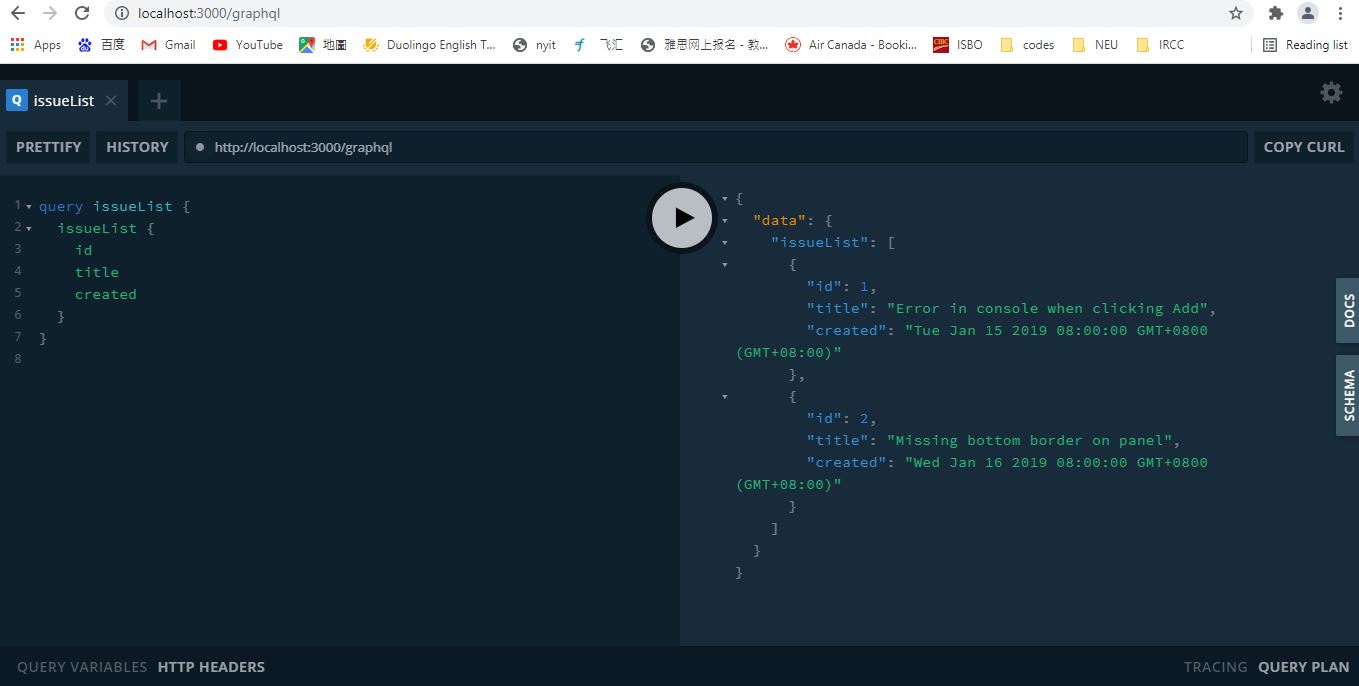 localhost:3000/graphql
Apps 百度 Gmail YouTube 地圖 Duolingo English T... nyit 飞汇 雅思网上报名 - 教... Air Canada - Booki... CIBC ISBO codes NEU IRCC Reading list
Q issueList
PRETTIFY HISTORY http://localhost:3000/graphql COPY CURL
1 query issueList {
2 issueList {
3 id
4 title
5 created
6 }
7 }
8
{
"data": {
"issueList": [
{
"id": 1,
"title": "Error in console when clicking Add",
"created": "Tue Jan 15 2019 08:00:00 GMT+0800
(GMT+08:00)"
},
{
"id": 2,
"title": "Missing bottom border on panel",
"created": "Wed Jan 16 2019 08:00:00 GMT+0800
(GMT+08:00)"
}
]
}
}
DOCS
SCHEMA
QUERY VARIABLES HTTP HEADERS TRACING QUERY PLAN